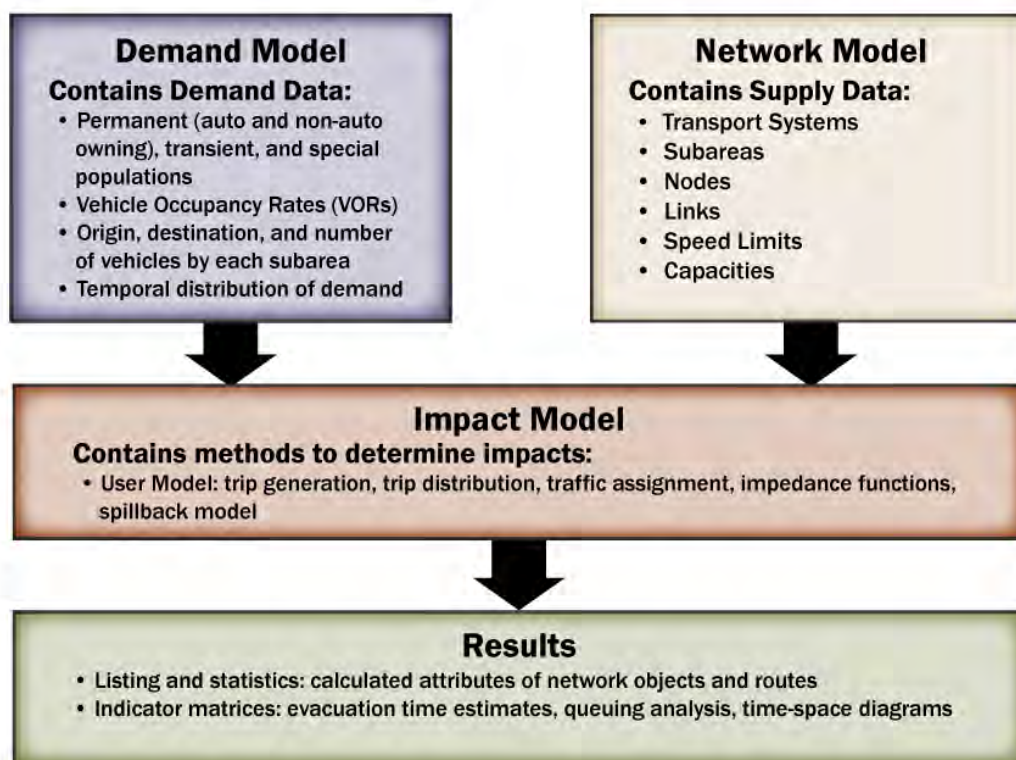 Demand Model
Contains Demand Data:
• Permanent (auto and non-auto
owning), transient, and special
populations
• Vehicle Occupancy Rates (VORs)
• Origin, destination, and number
of vehicles by each subarea
• Temporal distribution of demand
Network Model
Contains Supply Data:
• Transport Systems
• Subareas
• Nodes
• Links
• Speed Limits
• Capacities
Impact Model
Contains methods to determine impacts:
• User Model: trip generation, trip distribution, traffic assignment, impedance functions,
spillback model
Results
• Listing and statistics: calculated attributes of network objects and routes
• Indicator matrices: evacuation time estimates, queuing analysis, time-space diagrams